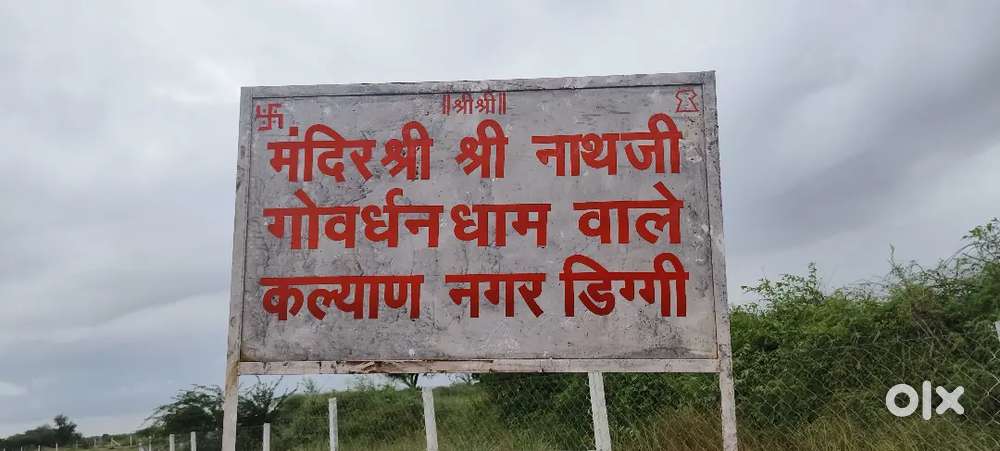 ॥श्रीश्री॥
मंदिर श्री श्री नाथजी
गोवर्धन धाम वाले
कल्याण नगर डिग्गी
olx